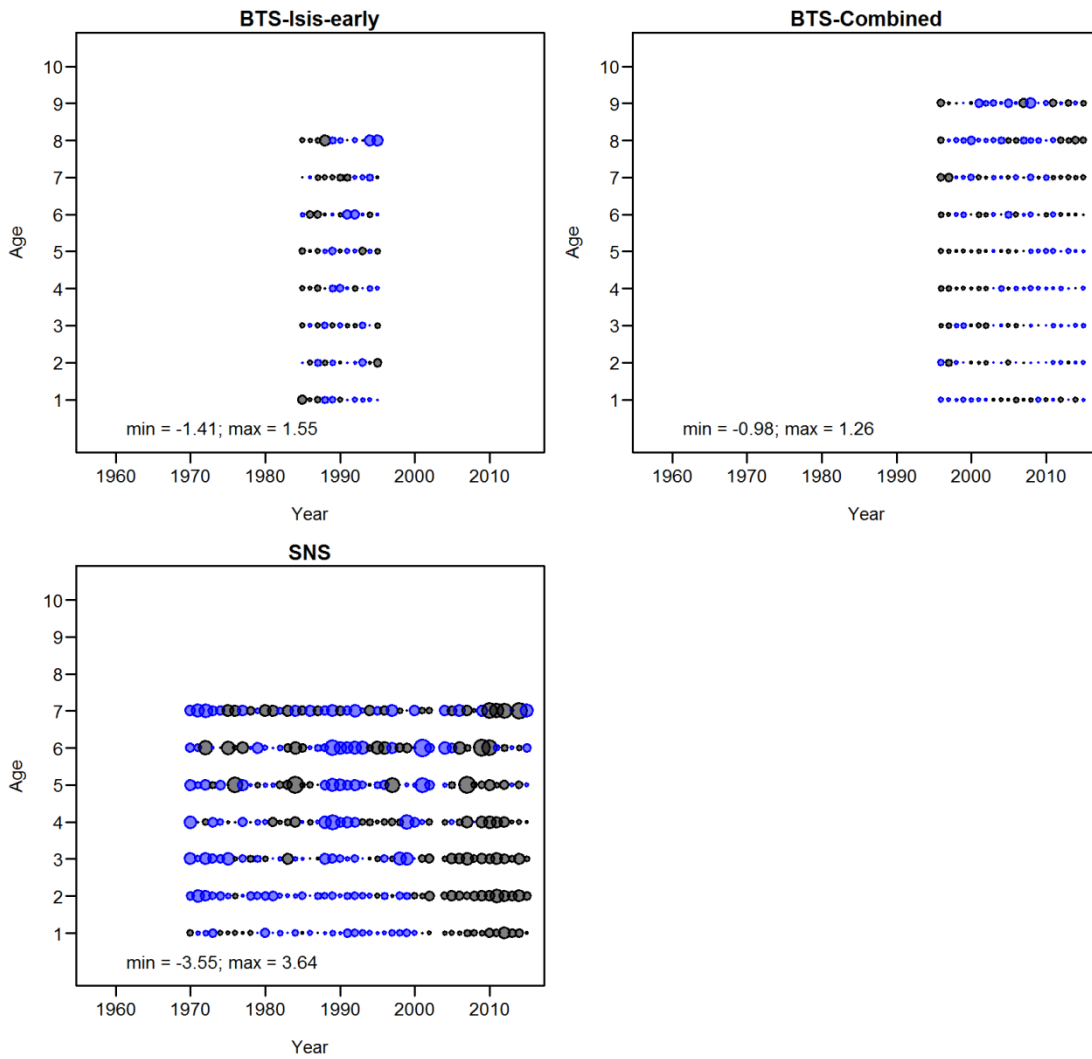 BTS-Isis-early
10
9
8
7
6
5
4
3
2
1
Age
min = -1.41; max = 1.55
1960 1970 1980 1990 2000 2010
Year
BTS-Combined
10
9
8
7
6
5
4
3
2
1
Age
min = -0.98; max = 1.26
1960 1970 1980 1990 2000 2010
Year
SNS
10
9
8
7
6
5
4
3
2
1
Age
min = -3.55; max = 3.64
1960 1970 1980 1990 2000 2010
Year